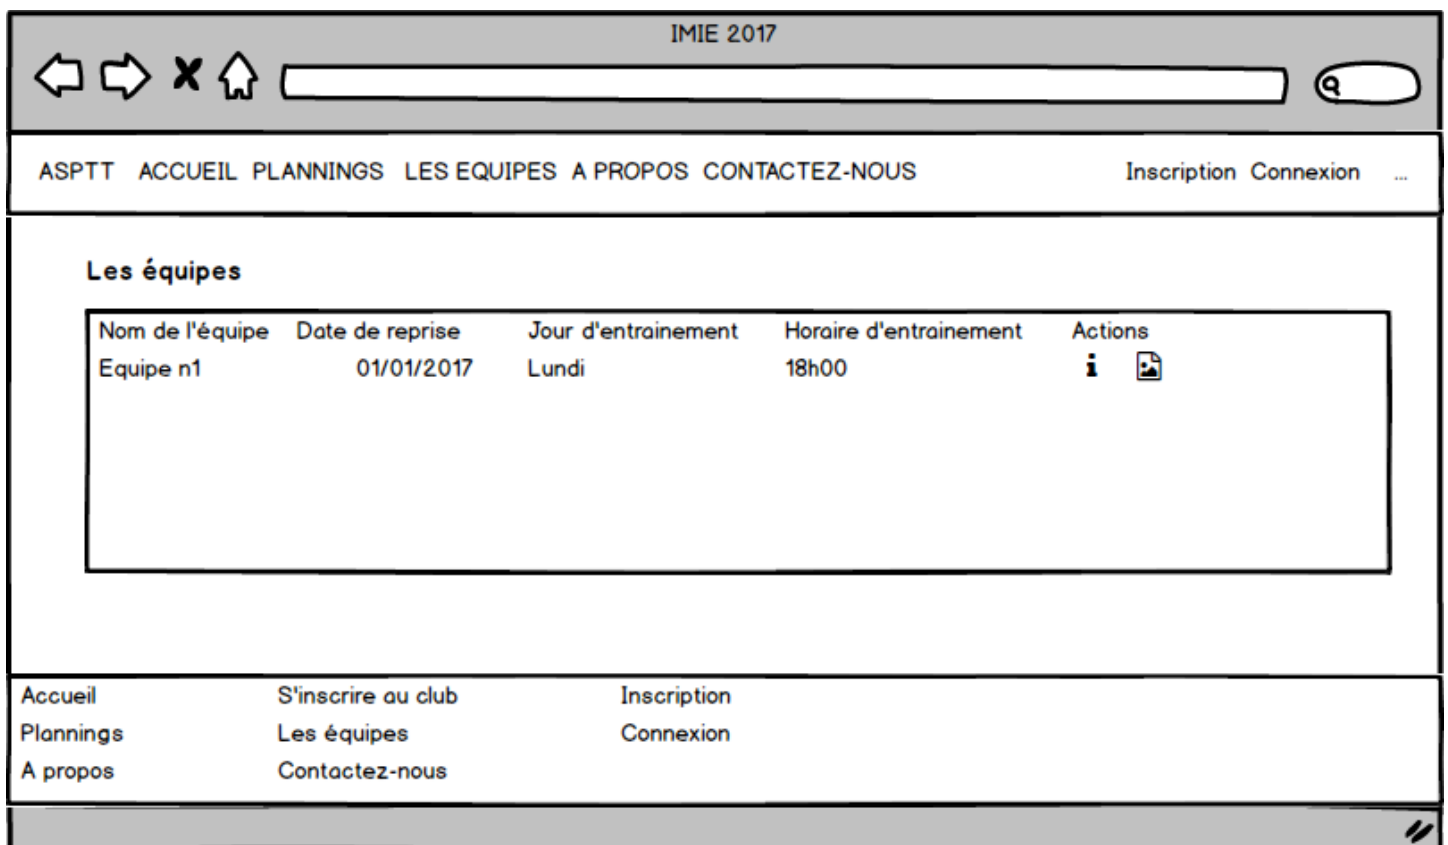 IMIE 2017
ASPTT ACCUEIL PLANNINGS LES EQUIPES A PROPOS CONTACTEZ-NOUS Inscription Connexion ...
Les équipes
Nom de l'équipe Date de reprise Jour d'entrainement Horaire d'entrainement Actions
Equipe n1 01/01/2017 Lundi 18h00
Accueil S'inscrire au club Inscription
Plannings Les équipes Connexion
A propos Contactez-nous